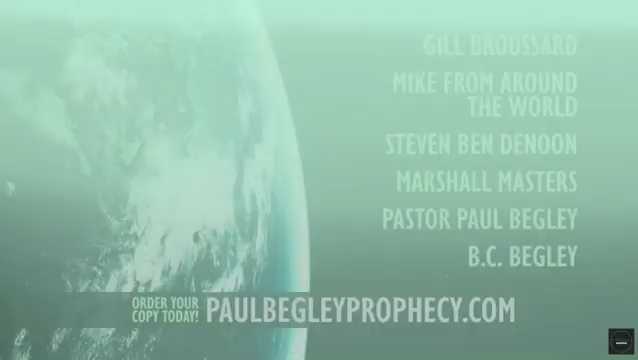 GILL BROUSSARD
MIKE FROM AROUND
THE WORLD
STEVEN BEN DENOON
MARSHALL MASTERS
PASTOR PAUL BEGLEY
B.C. BEGLEY
ORDER YOUR
COPY TODAY!
PAULBEGLEYPROPHECY.COM